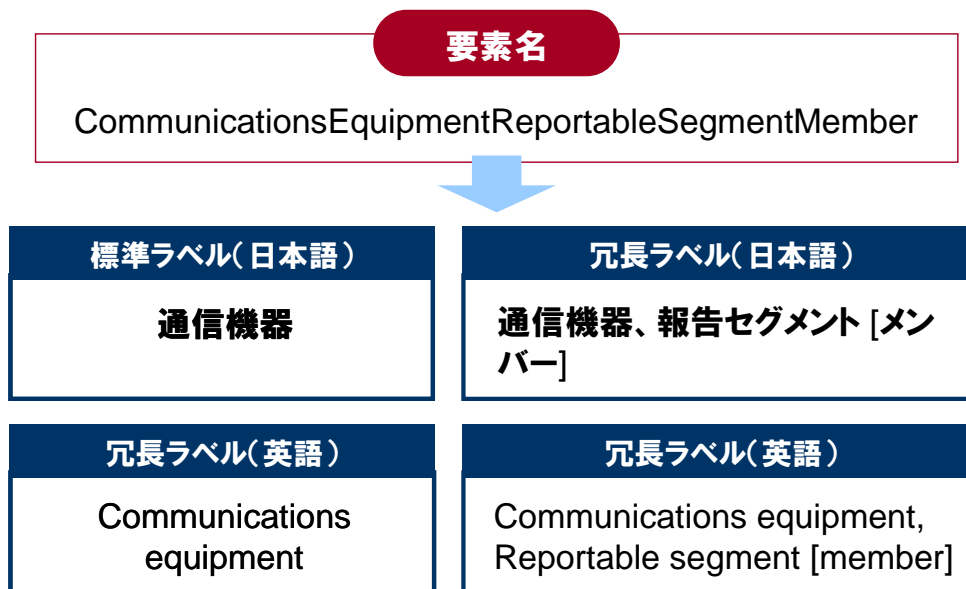 要素名
CommunicationsEquipmentReportableSegmentMember
標準ラベル(日本語)
通信機器
冗長ラベル(日本語)
通信機器、報告セグメント [メン
バー]
冗長ラベル(英語)
Communications
equipment
冗長ラベル(英語)
Communications equipment,
Reportable segment [member]